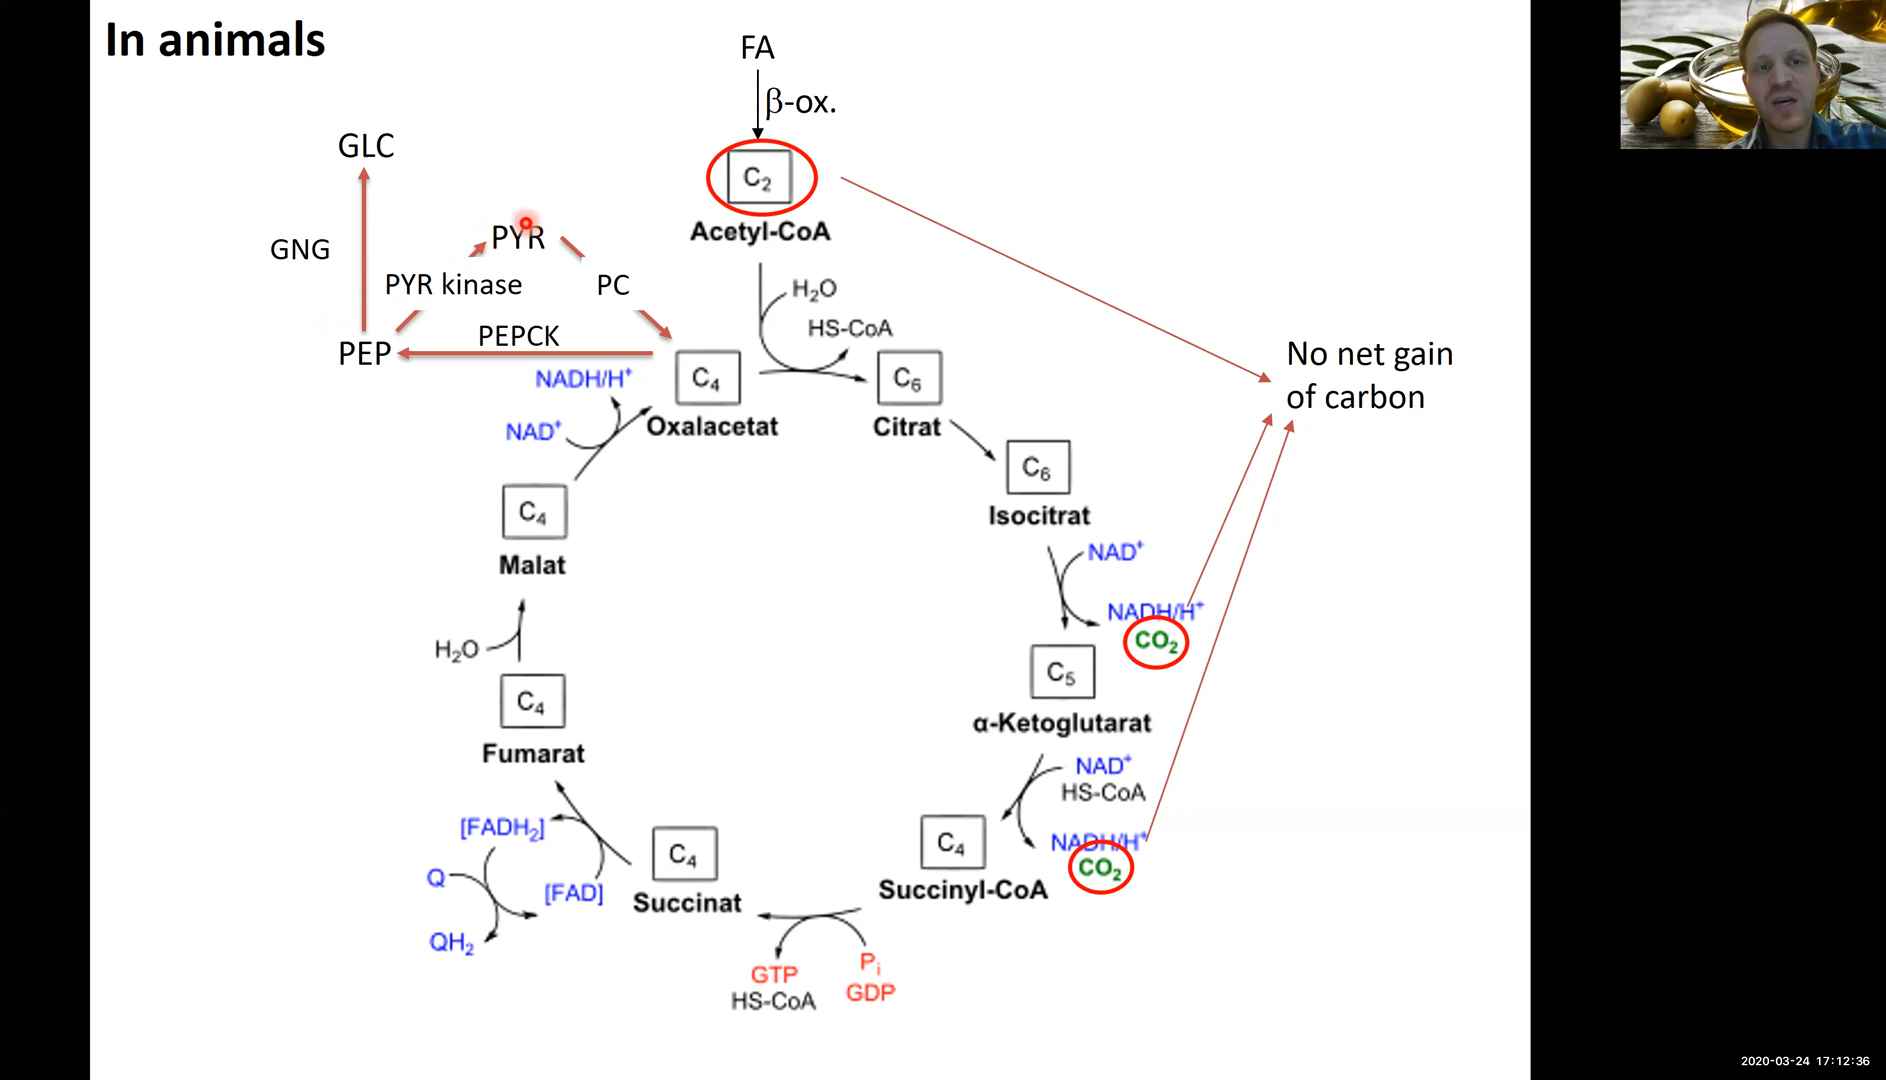 In animals
FA
β-ox.
GLC
C₂
Acetyl-CoA
PYR
GNG
PYR kinase
PC
H₂O
HS-CoA
PEPCK
PEP
No net gain
of carbon
NADH/H⁺
C₄
C₆
NAD⁺
Oxalacetat
Citrat
C₆
Isocitrat
C₄
Malat
NAD⁺
NADH/H⁺
CO₂
H₂O
C₅
C₄
α-Ketoglutarat
Fumarat
NAD⁺
HS-CoA
[FADH₂]
C₄
C₄
NADH/H⁺
CO₂
Q
[FAD]
Succinat
Succinyl-CoA
QH₂
GTP
Pᵢ
HS-CoA
GDP
2020-03-24 17:12:36